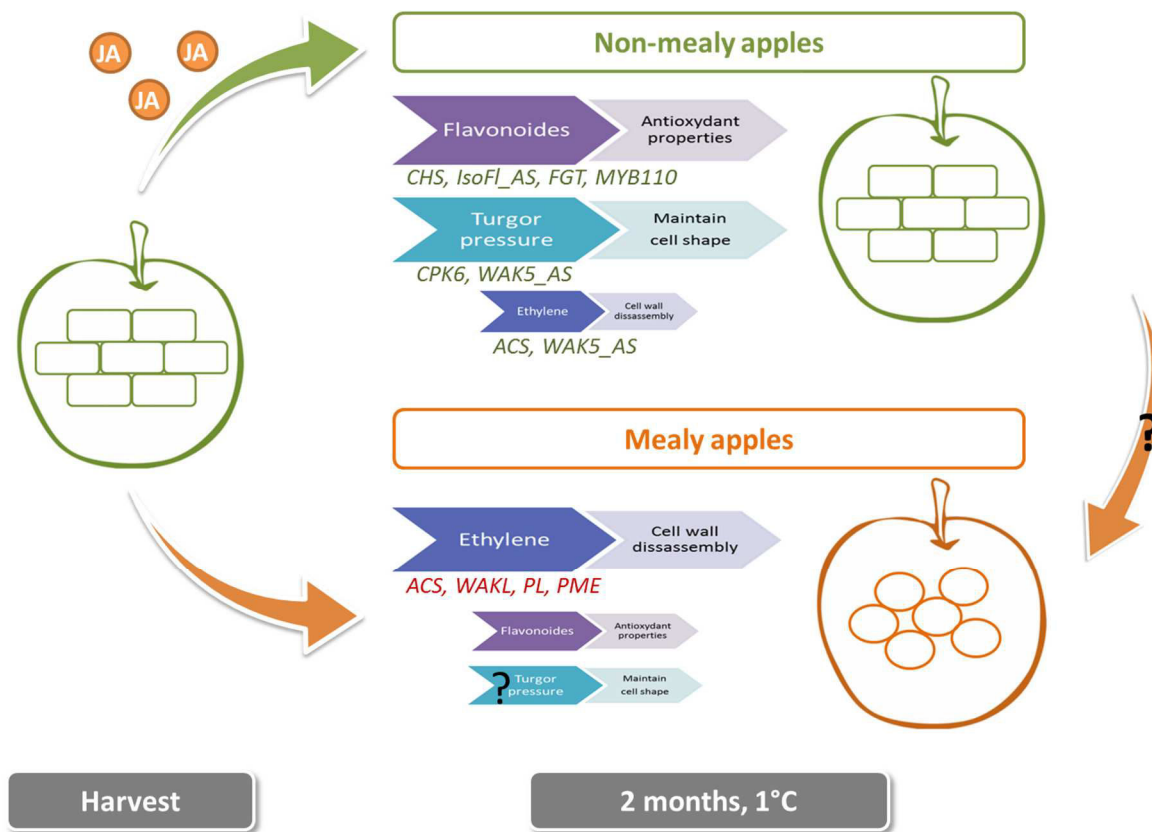 JA
JA
JA
Non-mealy apples
Flavonoides
Antioxydant
properties
CHS, IsoFl_AS, FGT, MYB110
Turgor
pressure
Maintain
cell shape
CPK6, WAK5_AS
Ethylene
Cell wall
dissassembly
ACS, WAK5_AS
Mealy apples
?
Ethylene
Cell wall
dissassembly
ACS, WAKL, PL, PME
Flavonoides
Antioxydant
properties
? Turgor
pressure
Maintain
cell shape
Harvest
2 months, 1°C